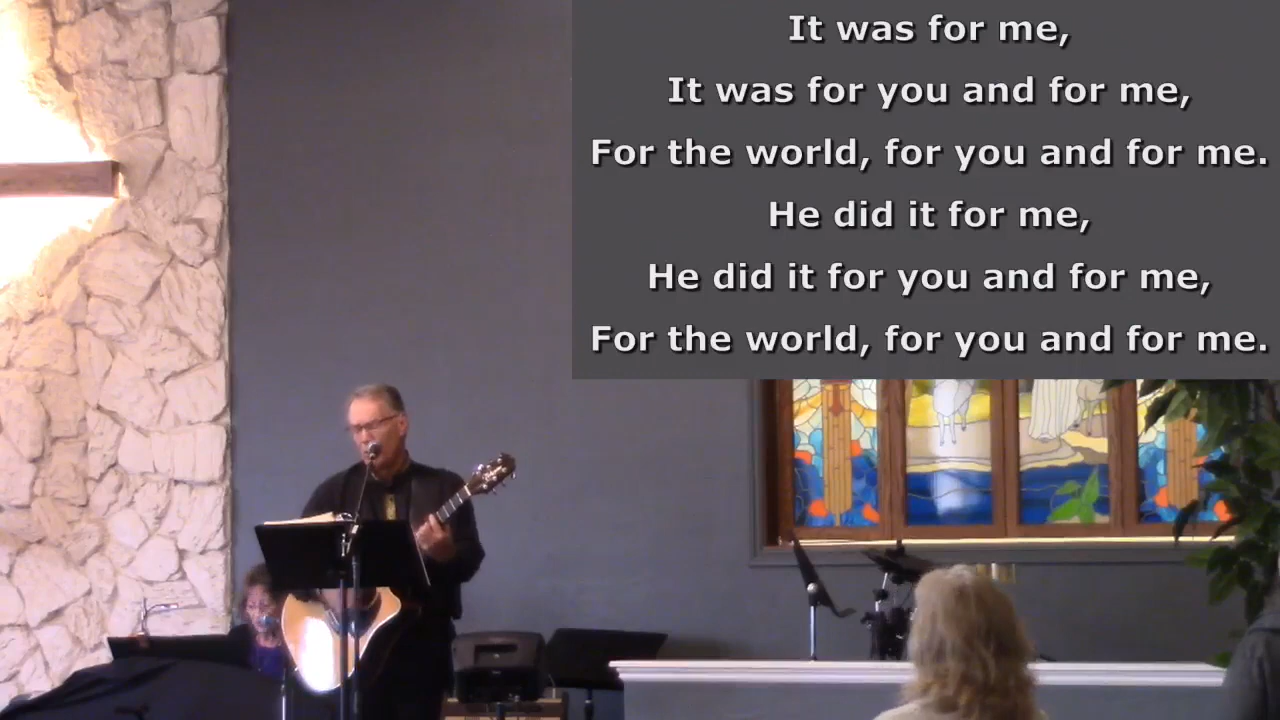 It was for me,
It was for you and for me,
For the world, for you and for me.
He did it for me,
He did it for you and for me,
For the world, for you and for me.